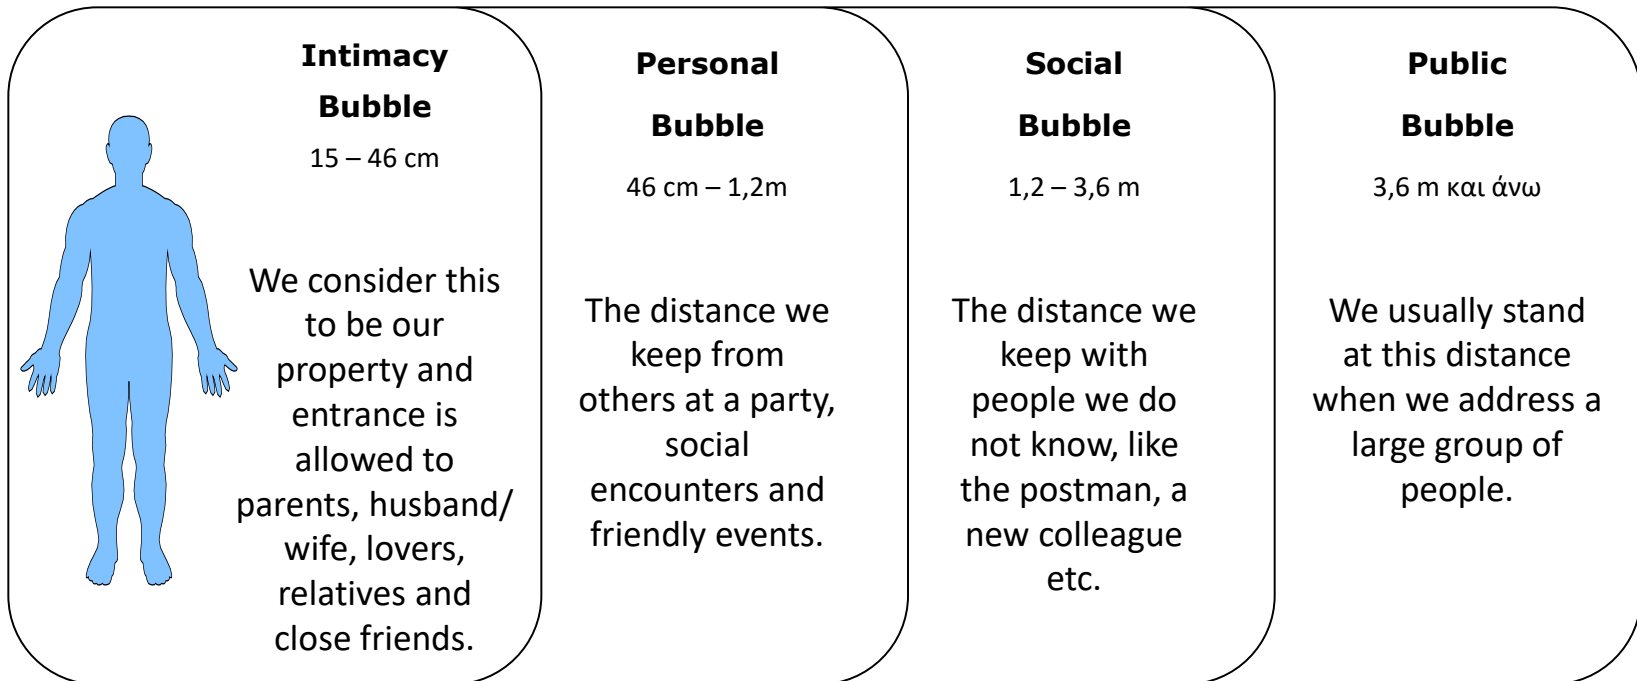 Intimacy
Bubble
15 – 46 cm
We consider this
to be our
property and
entrance is
allowed to
parents, husband/
wife, lovers,
relatives and
close friends.
Personal
Bubble
46 cm – 1,2m
The distance we
keep from
others at a party,
social
encounters and
friendly events.
Social
Bubble
1,2 – 3,6 m
The distance we
keep with
people we do
not know, like
the postman, a
new colleague
etc.
Public
Bubble
3,6 m και άνω
We usually stand
at this distance
when we address a
large group of
people.